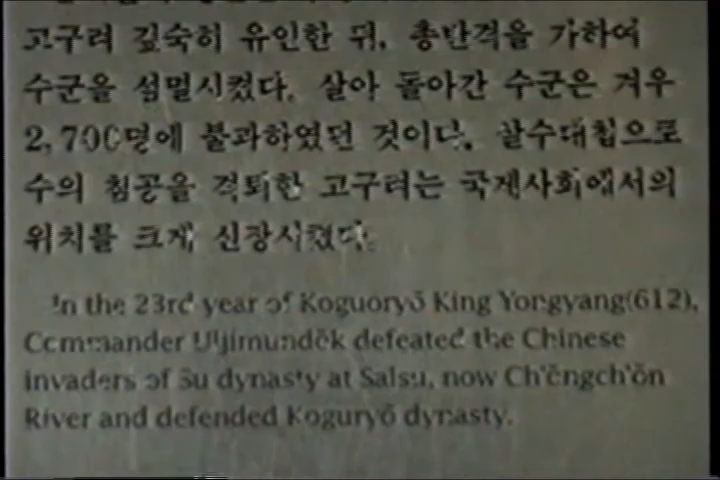 고구려 깊숙히 유인한 뒤, 총반격을 가하여
수군을 섬멸시켰다. 살아 돌아간 수군은 겨우
2,700명에 불과하였던 것이다. 살수대첩으로
수의 침공을 격퇴한 고구려는 국제사회에서의
위치를 크게 신장시켰다.
In the 23rd year of Koguoryŏ King Yongyang(612),
Commander Uljimundŏk defeated the Chinese
invaders of Su dynasty at Salsu, now Ch'ŏngch'ŏn
River and defended Koguryŏ dynasty.